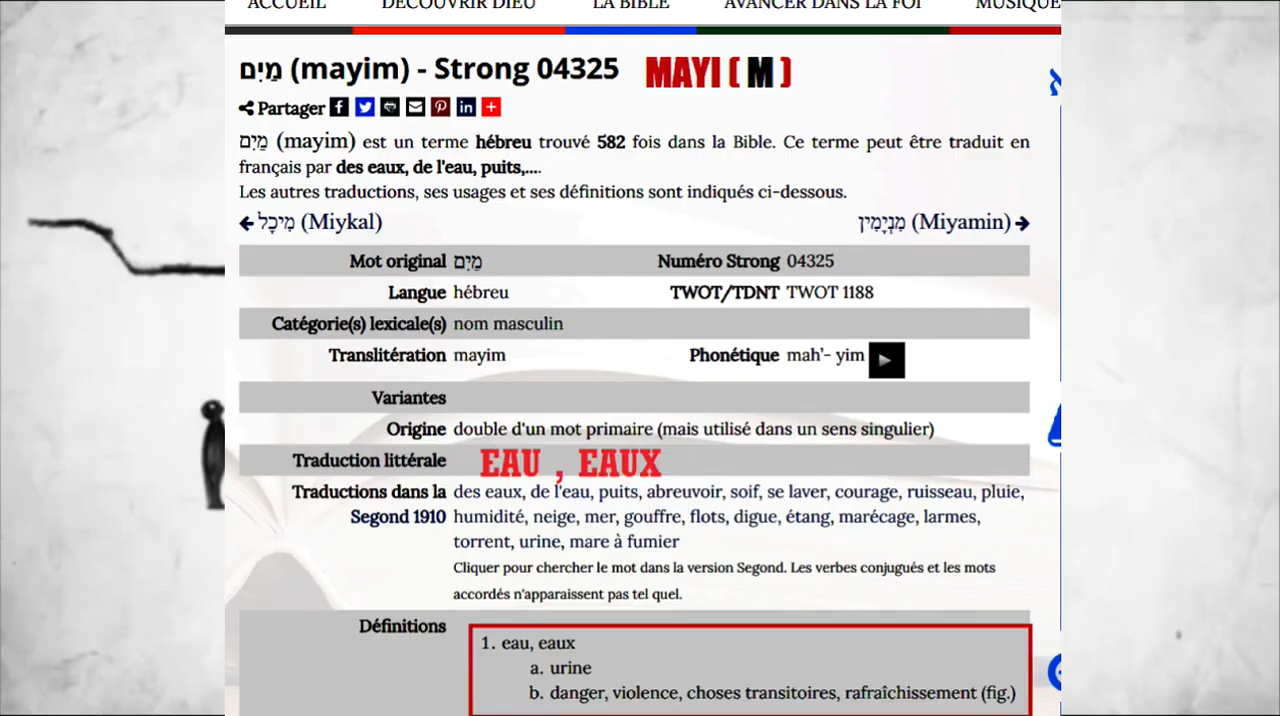 ACCUEIL DÉCOUVRIR DIEU LA BIBLE AVANCER DANS LA FOI MUSIQUE
מַיִם (mayim) - Strong 04325 MAYI ( M )
Partager
מַיִם (mayim) est un terme hébreu trouvé 582 fois dans la Bible. Ce terme peut être traduit en
français par des eaux, de l'eau, puits,....
Les autres traductions, ses usages et ses définitions sont indiqués ci-dessous.
מִיכָל (Miykal) מִנְיָמִין (Miyamin)
Mot original מַיִם Numéro Strong 04325
Langue hébreu TWOT/TDNT TWOT 1188
Catégorie(s) lexicale(s) nom masculin
Translitération mayim Phonétique mah'- yim
Variantes
Origine double d'un mot primaire (mais utilisé dans un sens singulier)
Traduction littérale EAU , EAUX
Traductions dans la des eaux, de l'eau, puits, abreuvoir, soif, se laver, courage, ruisseau, pluie,
Segond 1910 humidité, neige, mer, gouffre, flots, digue, étang, marécage, larmes,
torrent, urine, mare à fumier
Cliquer pour chercher le mot dans la version Segond. Les verbes conjugués et les mots
accordés n'apparaissent pas tel quel.
Définitions
1. eau, eaux
a. urine
b. danger, violence, choses transitoires, rafraîchissement (fig.)